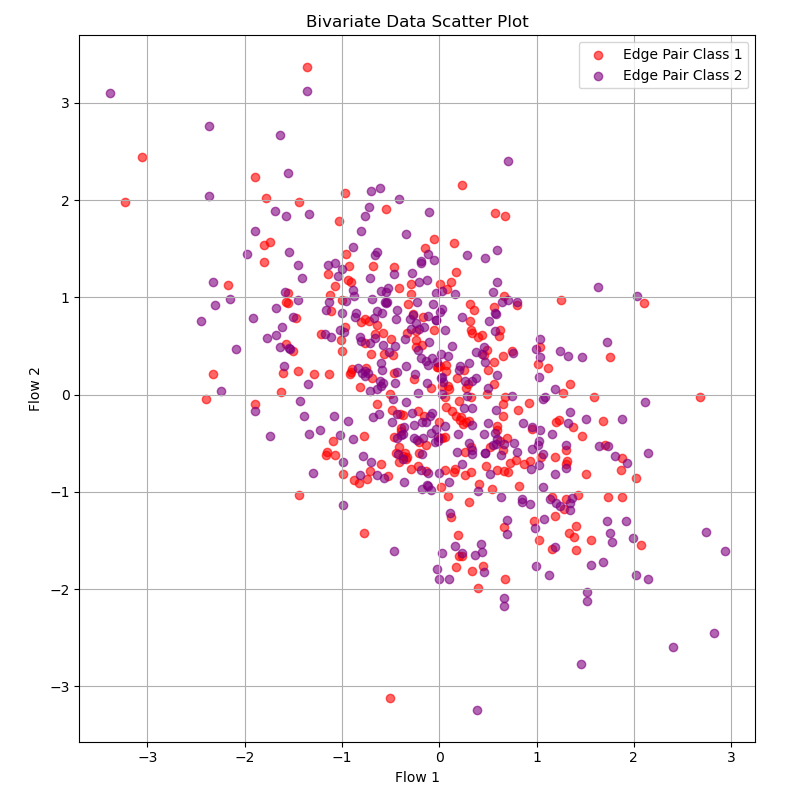 Bivariate Data Scatter Plot
Edge Pair Class 1
Edge Pair Class 2
3
2
1
0
−1
−2
−3
Flow 2
−3
−2
−1
0
1
2
3
Flow 1